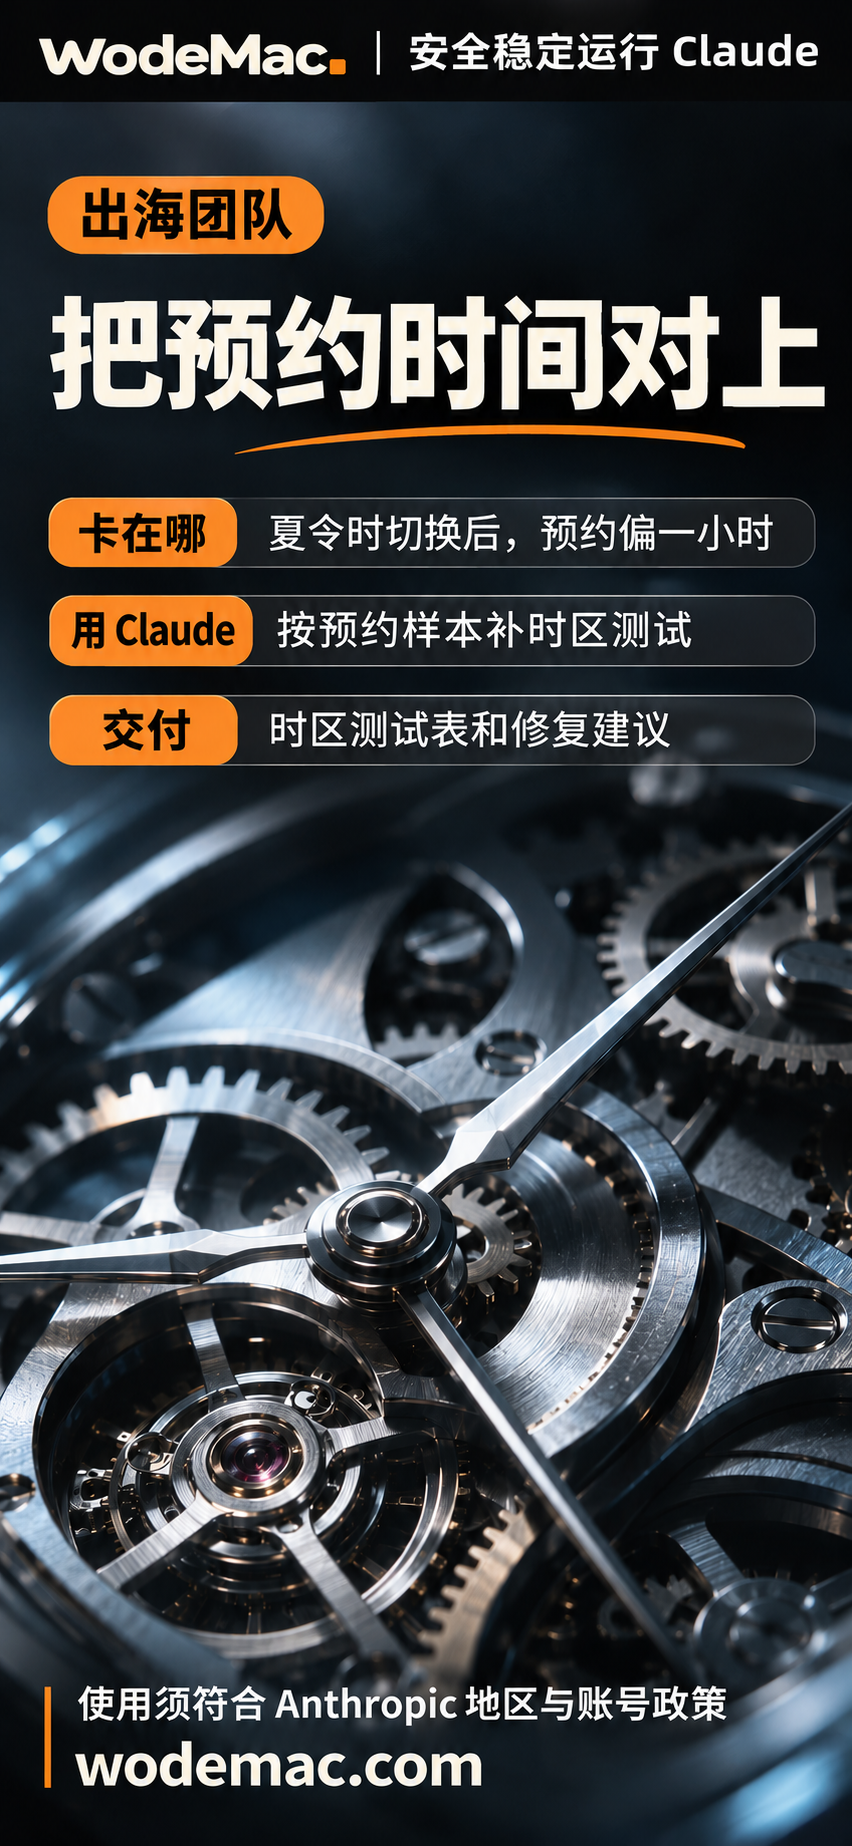 WodeMac. | 安全稳定运行 Claude
出海团队
把预约时间对上
卡在哪 夏令时切换后，预约偏一小时
用 Claude 按预约样本补时区测试
交付 时区测试表和修复建议
使用须符合 Anthropic 地区与账号政策
wodemac.com